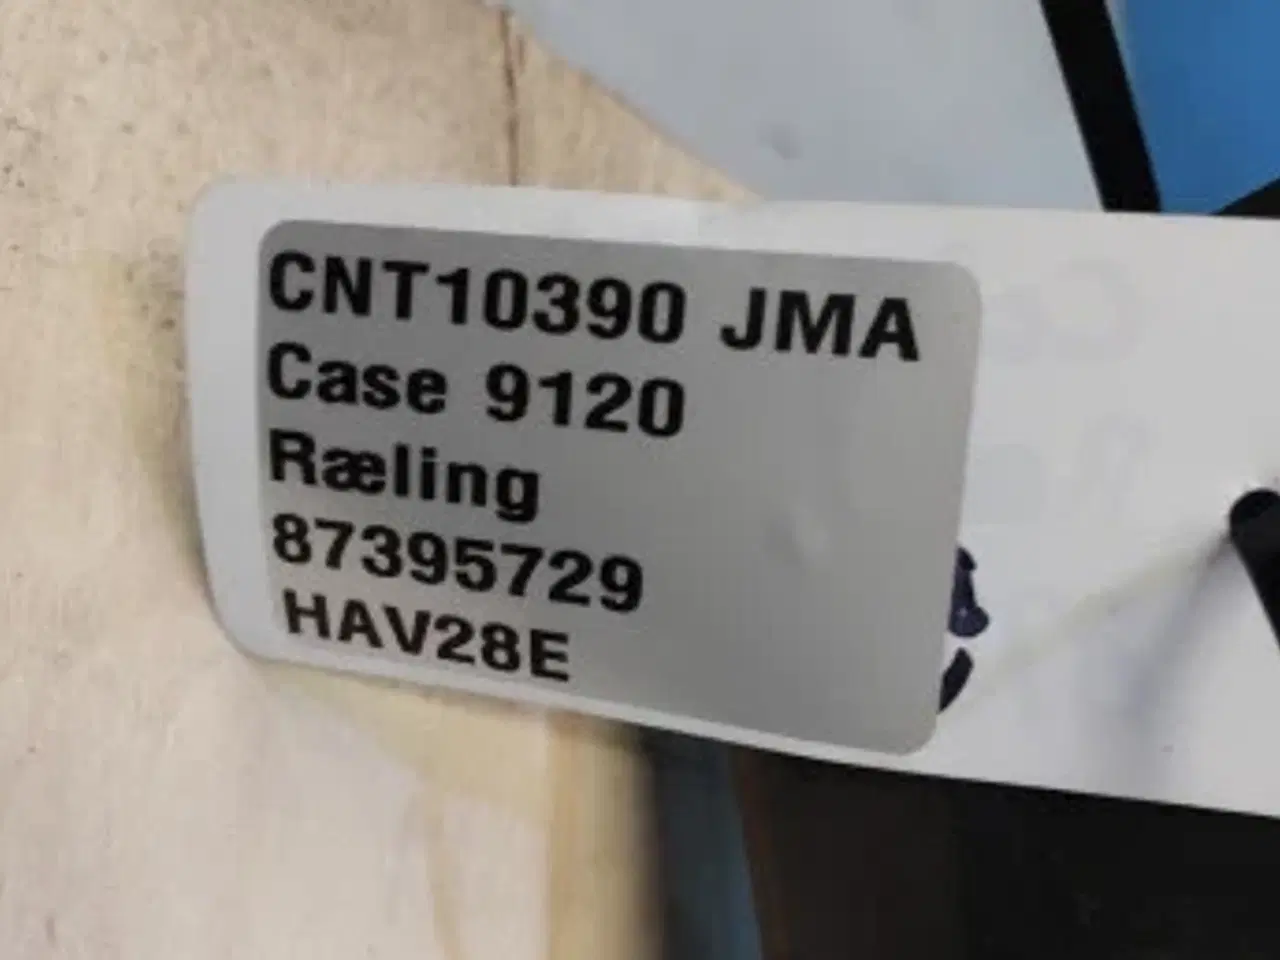 CNT10390 JMA
Case 9120
Ræling
87395729
HAV28E